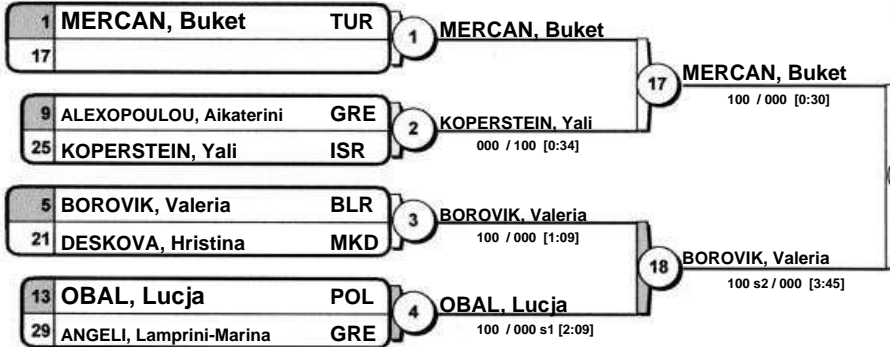 1 MERCAN, Buket TUR
17
1
MERCAN, Buket
9 ALEXOPOULOU, Aikaterini GRE
25 KOPERSTEIN, Yali ISR
2
KOPERSTEIN, Yali
000 / 100 [0:34]
17
MERCAN, Buket
100 / 000 [0:30]
5 BOROVIK, Valeria BLR
21 DESKOVA, Hristina MKD
3
BOROVIK, Valeria
100 / 000 [1:09]
13 OBAL, Lucja POL
29 ANGELI, Lamprini-Marina GRE
4
OBAL, Lucja
100 / 000 s1 [2:09]
18
BOROVIK, Valeria
100 s2 / 000 [3:45]